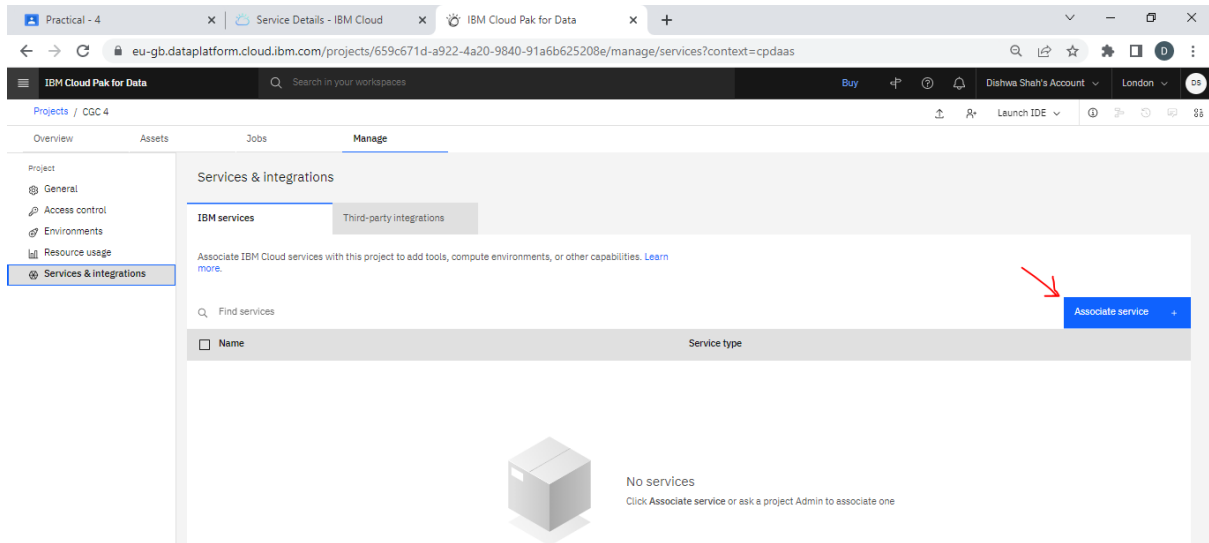 Practical - 4
Service Details - IBM Cloud
IBM Cloud Pak for Data
eu-gb.dataplatform.cloud.ibm.com/projects/659c671d-a922-4a20-9840-91a6b625208e/manage/services?context=cpdaas
D
IBM Cloud Pak for Data
Search in your workspaces
Buy
Dishwa Shah's Account
London
DS
Projects / CGC 4
Launch IDE
Overview
Assets
Jobs
Manage
Project
General
Access control
Environments
Resource usage
Services & integrations
Services & integrations
IBM services
Third-party integrations
Associate IBM Cloud services with this project to add tools, compute environments, or other capabilities. Learn
more.
Find services
Associate service +
Name
Service type
No services
Click Associate service or ask a project Admin to associate one